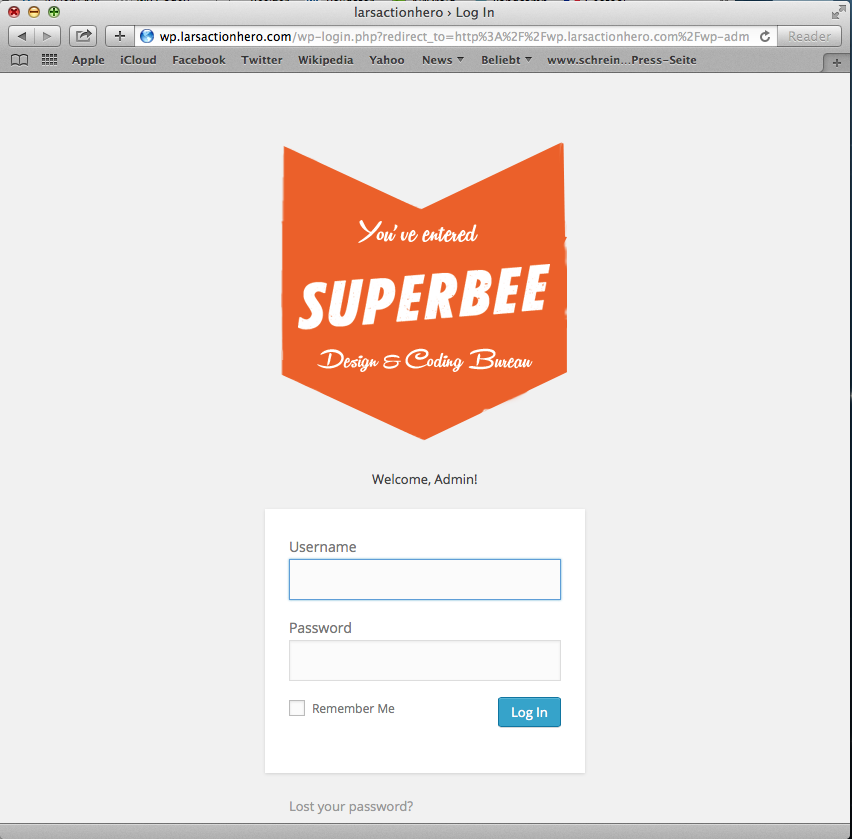 larsactionhero › Log In
wp.larsactionhero.com/wp-login.php?redirect_to=http%3A%2F%2Fwp.larsactionhero.com%2Fwp-adm
Reader
Apple iCloud Facebook Twitter Wikipedia Yahoo News Beliebt www.schrein...Press-Seite
You've entered
SUPERBEE
Design & Coding Bureau
Welcome, Admin!
Username
Password
Remember Me
Log In
Lost your password?